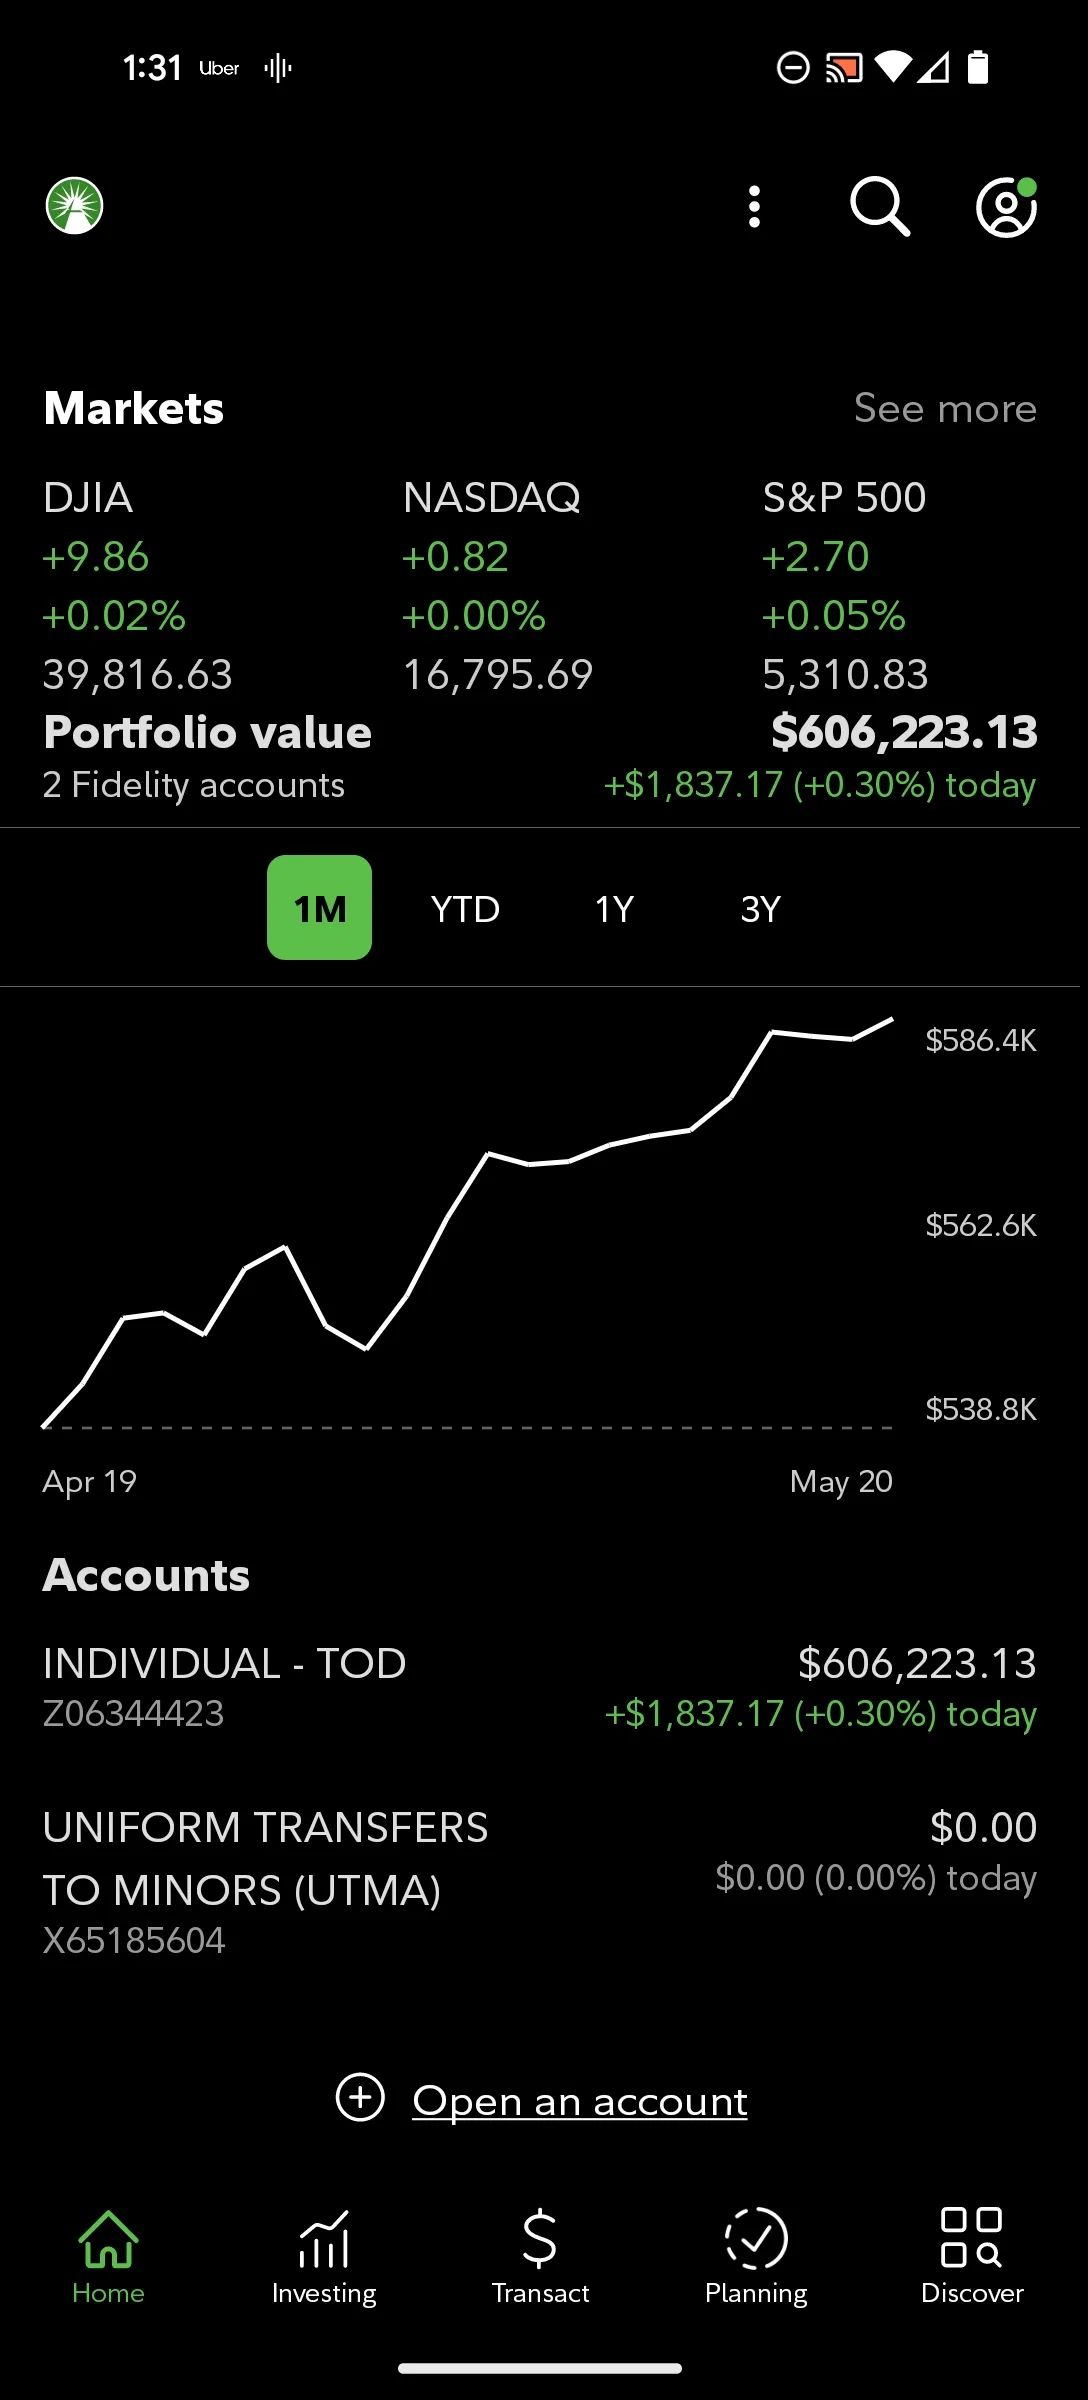 1:31 Uber
Markets See more
DJIA NASDAQ S&P 500
+9.86 +0.82 +2.70
+0.02% +0.00% +0.05%
39,816.63 16,795.69 5,310.83
Portfolio value $606,223.13
2 Fidelity accounts +$1,837.17 (+0.30%) today
1M YTD 1Y 3Y
$586.4K
$562.6K
$538.8K
Apr 19 May 20
Accounts
INDIVIDUAL - TOD $606,223.13
Z06344423 +$1,837.17 (+0.30%) today
UNIFORM TRANSFERS $0.00
TO MINORS (UTMA) $0.00 (0.00%) today
X65185604
Open an account
Home Investing Transact Planning Discover